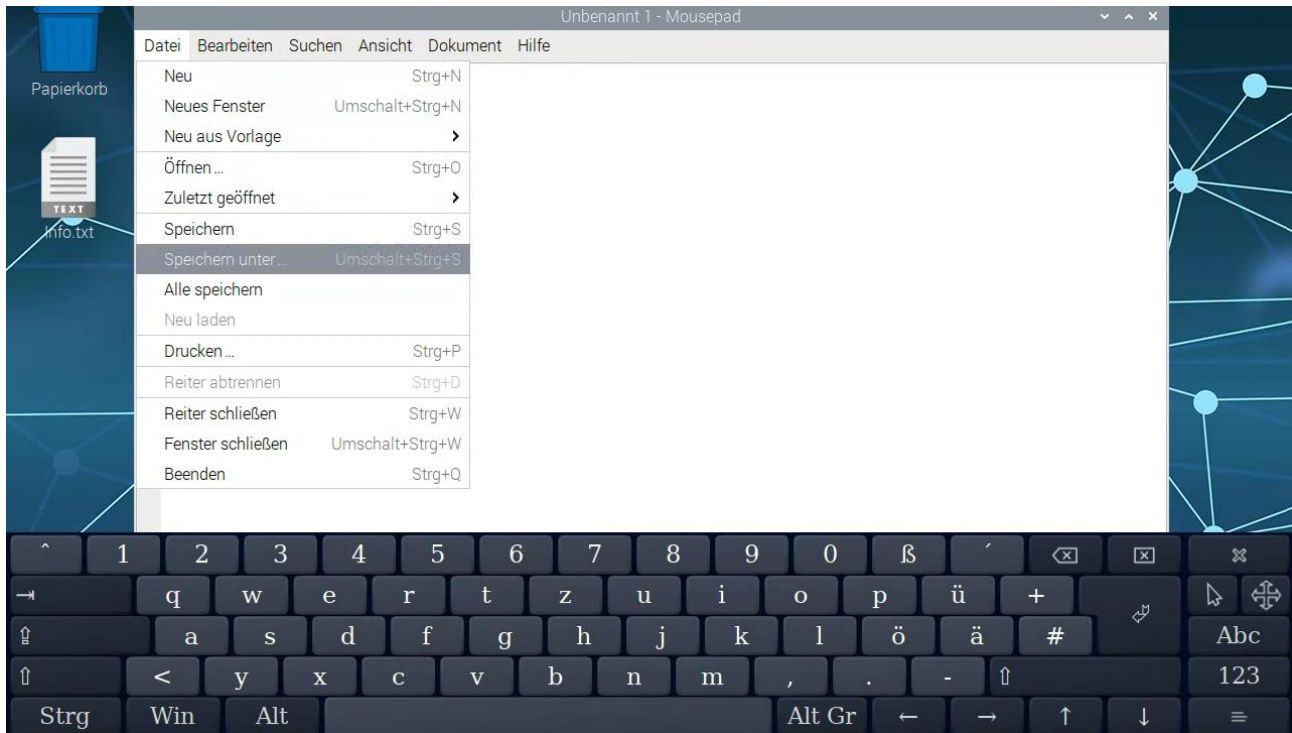 Unbenannt 1 - Mousepad
Datei Bearbeiten Suchen Ansicht Dokument Hilfe
Papierkorb
TEXT
Info.txt
Neu Strg+N
Neues Fenster Umschalt+Strg+N
Neu aus Vorlage
Öffnen... Strg+O
Zuletzt geöffnet
Speichern Strg+S
Speichern unter... Umschalt+Strg+S
Alle speichern
Neu laden
Drucken... Strg+P
Reiter abtrennen Strg+D
Reiter schließen Strg+W
Fenster schließen Umschalt+Strg+W
Beenden Strg+Q
^ 1 2 3 4 5 6 7 8 9 0 ß ´
q w e r t z u i o p ü +
a s d f g h j k l ö ä # Abc
< y x c v b n m , . - 123
Strg Win Alt Alt Gr ← → ↑ ↓